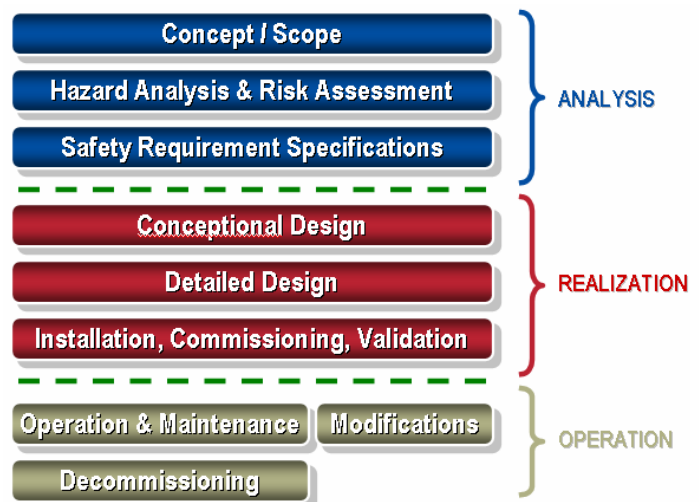 Concept / Scope
Hazard Analysis & Risk Assessment
Safety Requirement Specifications
ANALYSIS
Conceptional Design
Detailed Design
Installation, Commissioning, Validation
REALIZATION
Operation & Maintenance
Modifications
Decommissioning
OPERATION